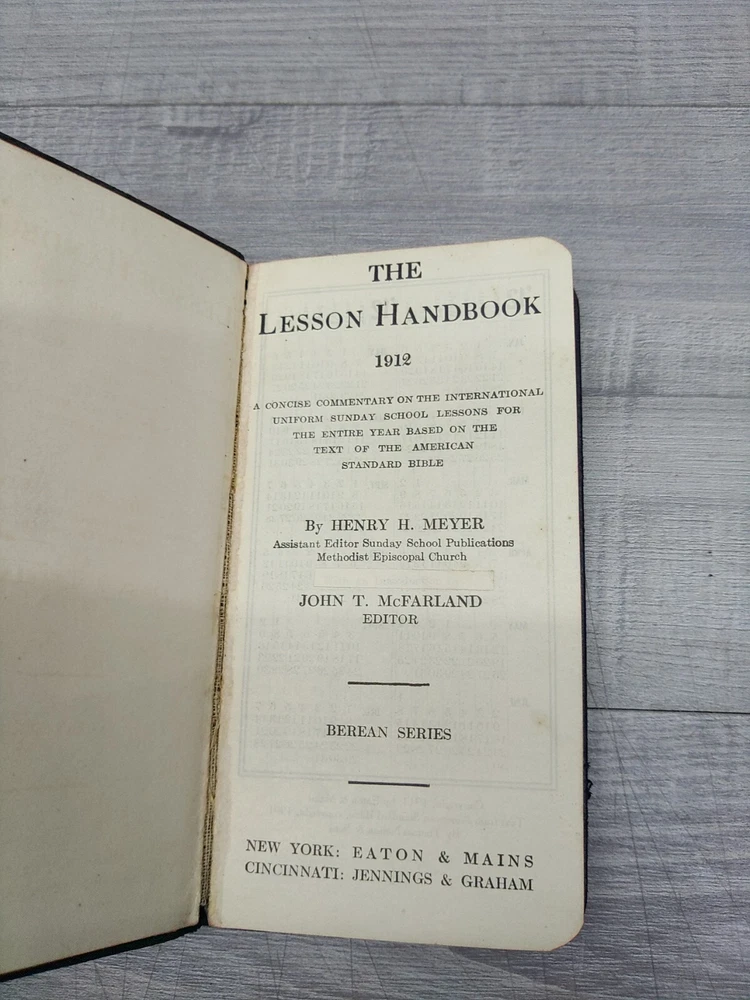 THE
LESSON HANDBOOK
1912
A CONCISE COMMENTARY ON THE INTERNATIONAL
UNIFORM SUNDAY SCHOOL LESSONS FOR
THE ENTIRE YEAR BASED ON THE
TEXT OF THE AMERICAN
STANDARD BIBLE
By HENRY H. MEYER
Assistant Editor Sunday School Publications
Methodist Episcopal Church
JOHN T. McFARLAND
EDITOR
BEREAN SERIES
NEW YORK: EATON & MAINS
CINCINNATI: JENNINGS & GRAHAM